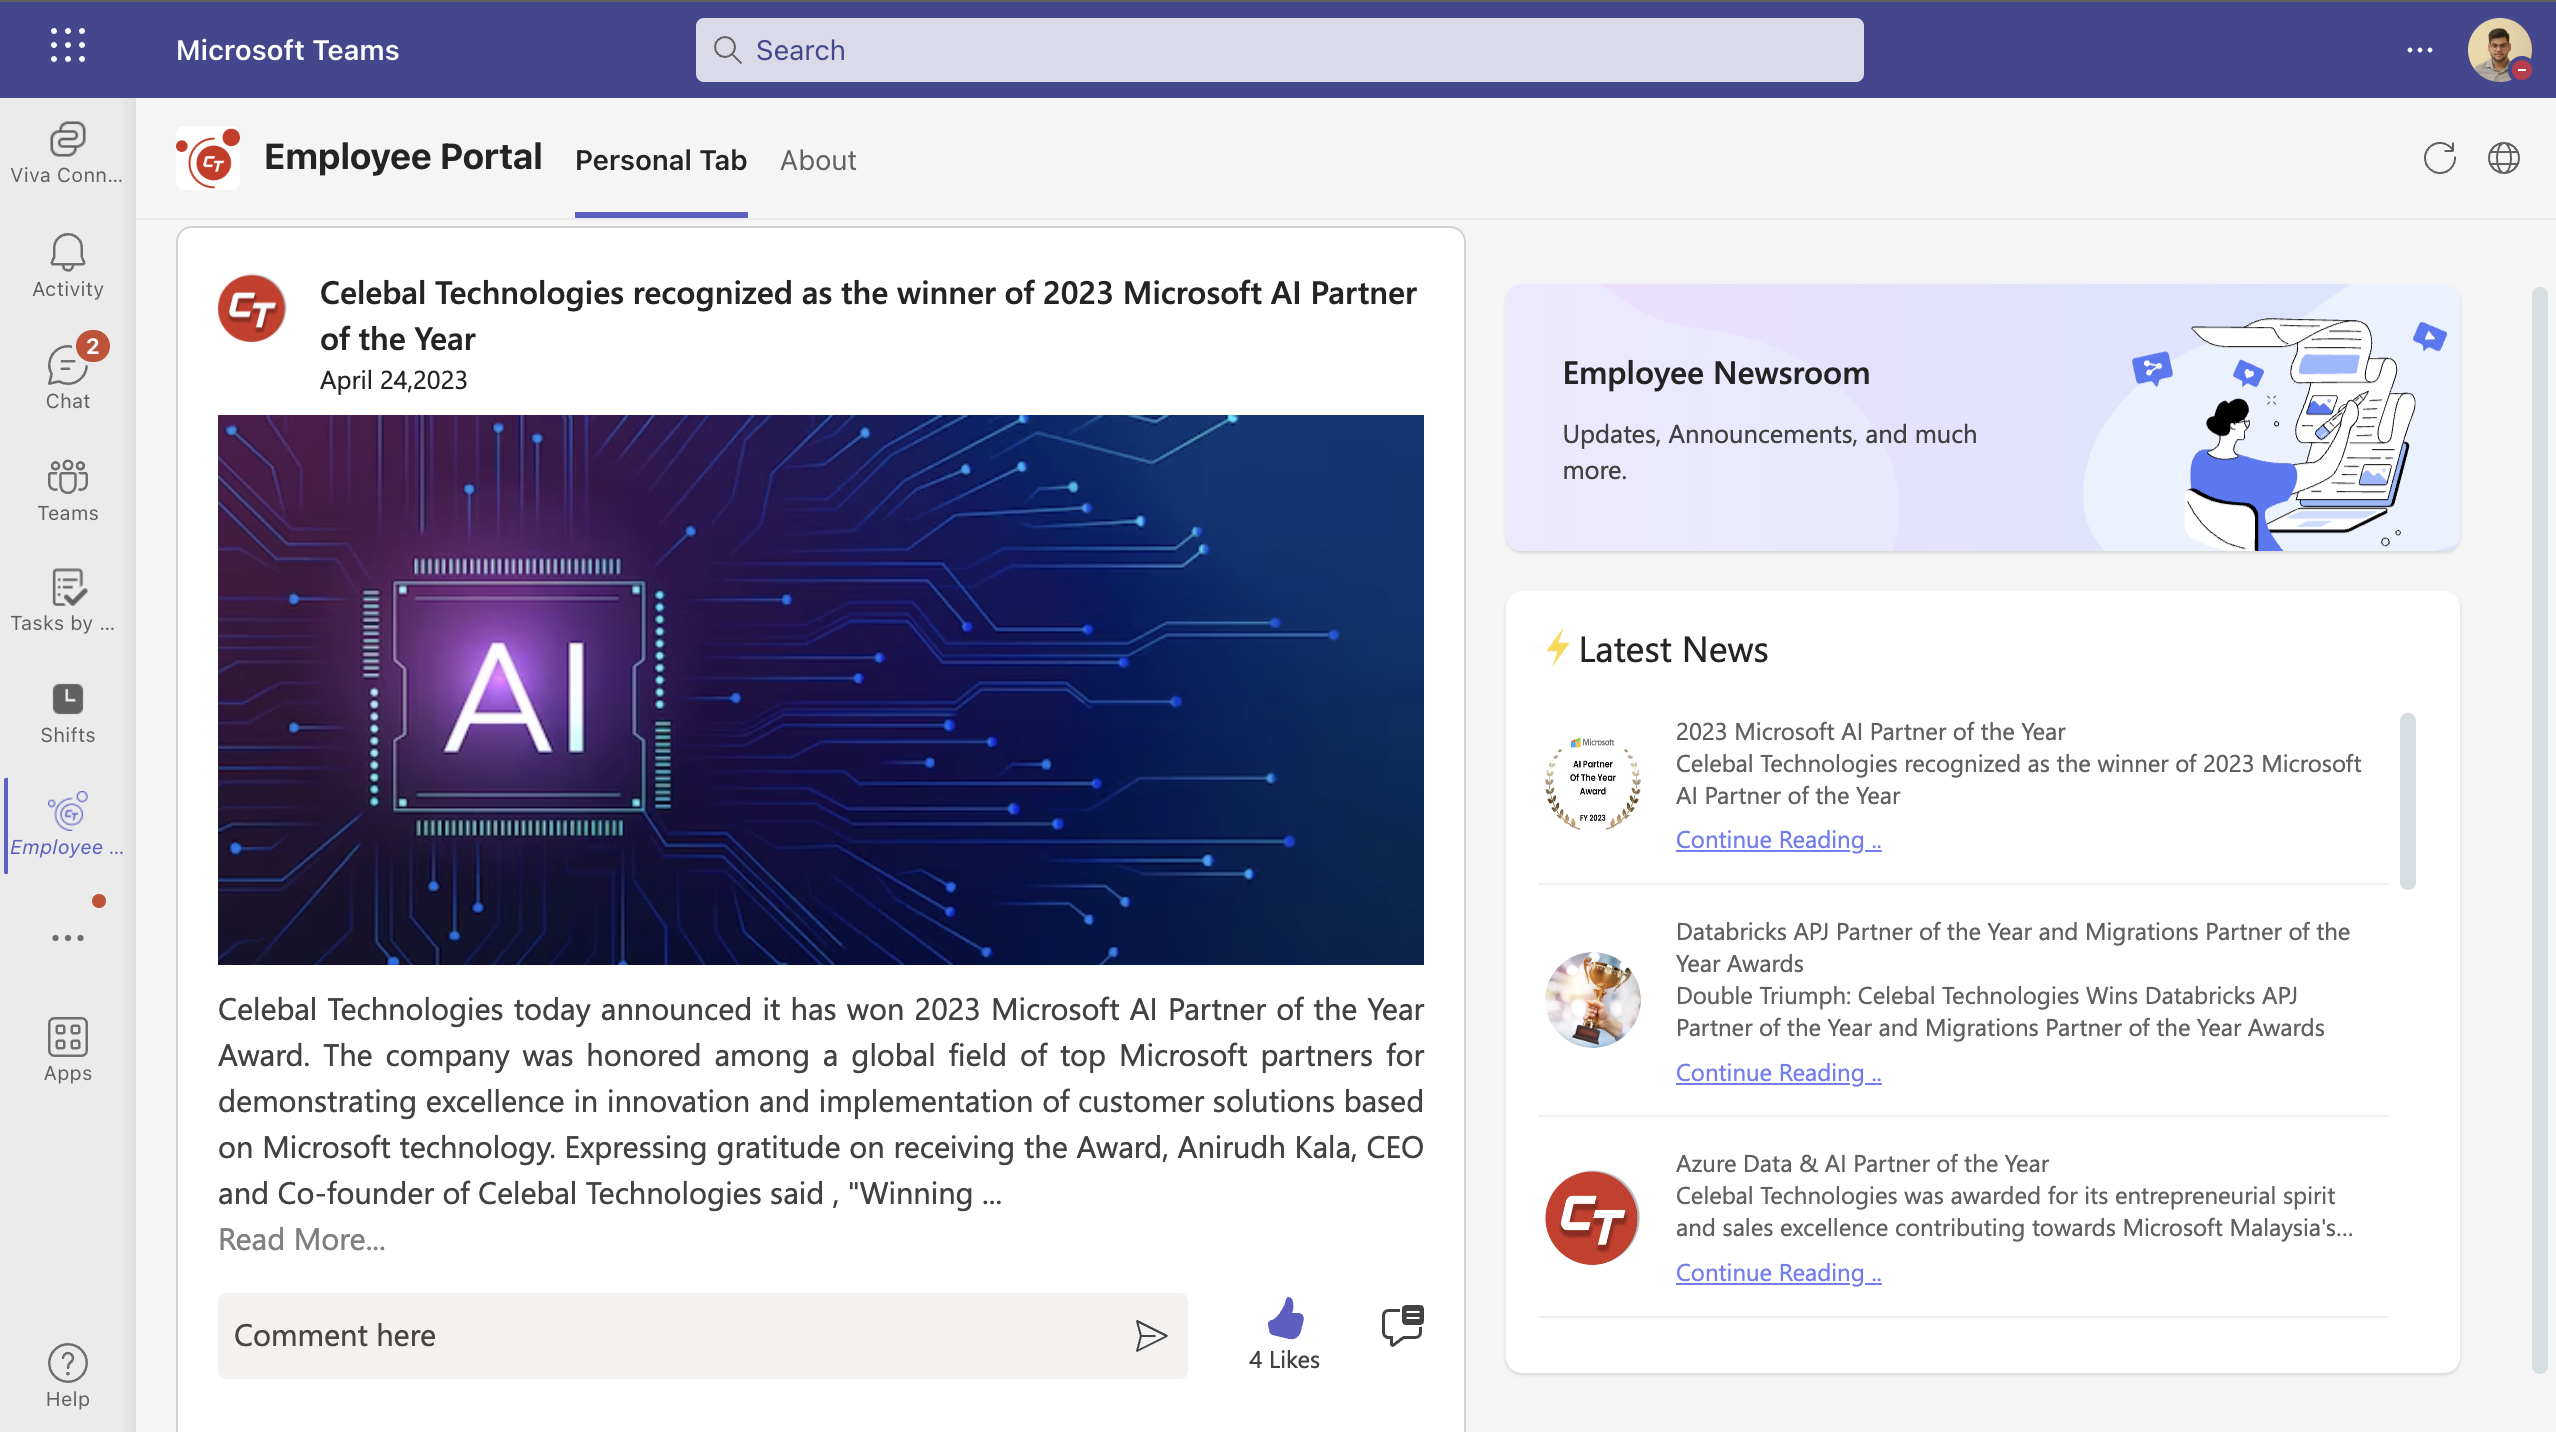 Microsoft Teams
Search
Viva Conn...
Activity
2
Chat
Teams
Tasks by ...
Shifts
Employee ...
Apps
Help
CT
Employee Portal
Personal Tab
About
CT
Celebal Technologies recognized as the winner of 2023 Microsoft AI Partner
of the Year
April 24,2023
AI
Celebal Technologies today announced it has won 2023 Microsoft AI Partner of the Year
Award. The company was honored among a global field of top Microsoft partners for
demonstrating excellence in innovation and implementation of customer solutions based
on Microsoft technology. Expressing gratitude on receiving the Award, Anirudh Kala, CEO
and Co-founder of Celebal Technologies said , "Winning ...
Read More...
Comment here
4 Likes
Employee Newsroom
Updates, Announcements, and much
more.
Latest News
Microsoft
AI Partner
Of The Year
Award
FY 2023
2023 Microsoft AI Partner of the Year
Celebal Technologies recognized as the winner of 2023 Microsoft
AI Partner of the Year
Continue Reading ..
Databricks APJ Partner of the Year and Migrations Partner of the
Year Awards
Double Triumph: Celebal Technologies Wins Databricks APJ
Partner of the Year and Migrations Partner of the Year Awards
Continue Reading ..
CT
Azure Data & AI Partner of the Year
Celebal Technologies was awarded for its entrepreneurial spirit
and sales excellence contributing towards Microsoft Malaysia's...
Continue Reading ..